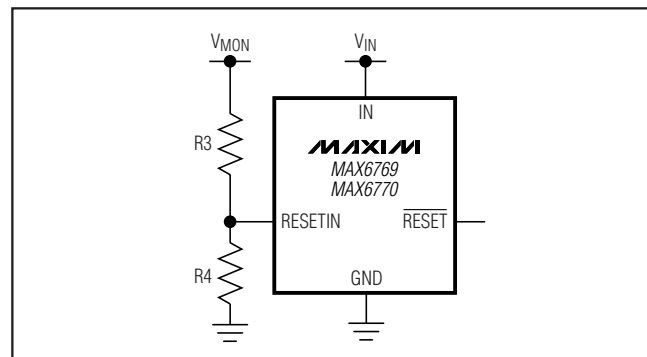 VMON
VIN
IN
R3
MAXIM
MAX6769
MAX6770
RESETIN
RESET
R4
GND